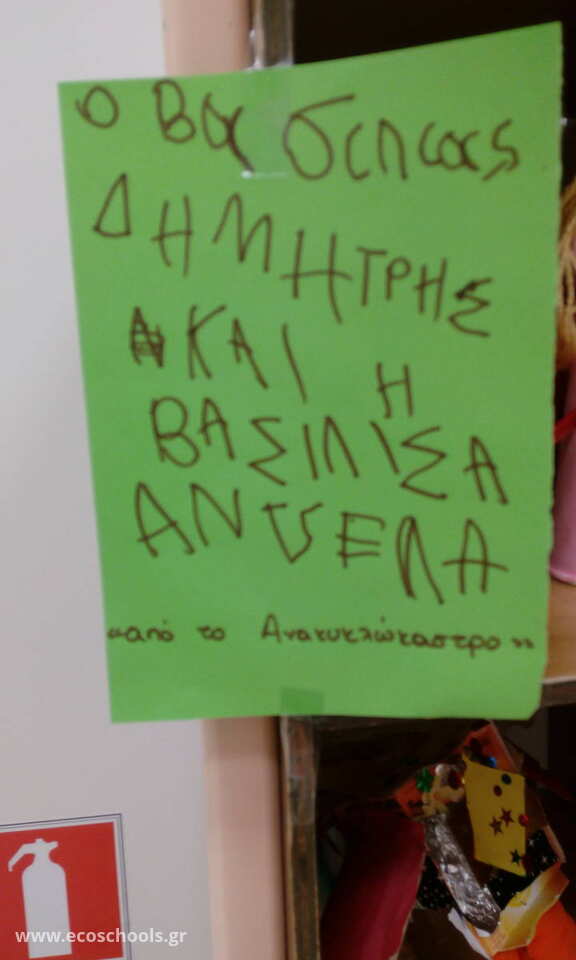 Ο Βασιλιας
ΔΗΜΗΤΡΗΣ
ΚΑΙ Η
ΒΑΣΙΛΙΣΑ
ΑΝΓΕΛΑ
«από το Ανακυκλώκαστρο»
www.ecoschools.gr